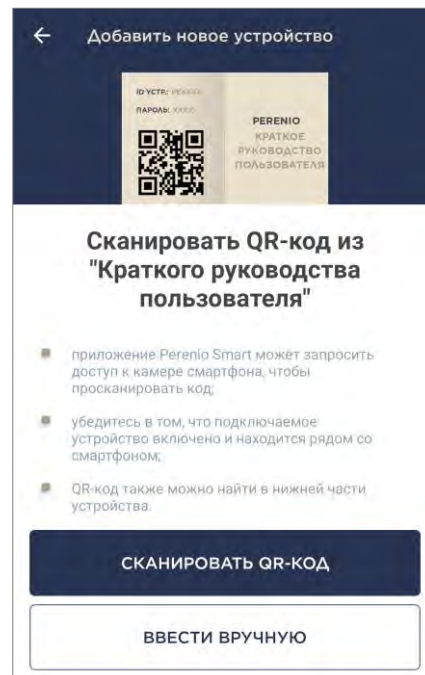 Добавить новое устройство
ID УСТР.:
ПАРОЛЬ:
PERENIO
КРАТКОЕ
РУКОВОДСТВО
ПОЛЬЗОВАТЕЛЯ
Сканировать QR-код из
"Краткого руководства
пользователя"
приложение Perenio Smart может запросить
доступ к камере смартфона, чтобы
просканировать код;
убедитесь в том, что подключаемое
устройство включено и находится рядом со
смартфоном;
QR-код также можно найти в нижней части
устройства.
СКАНИРОВАТЬ QR-КОД
ВВЕСТИ ВРУЧНУЮ